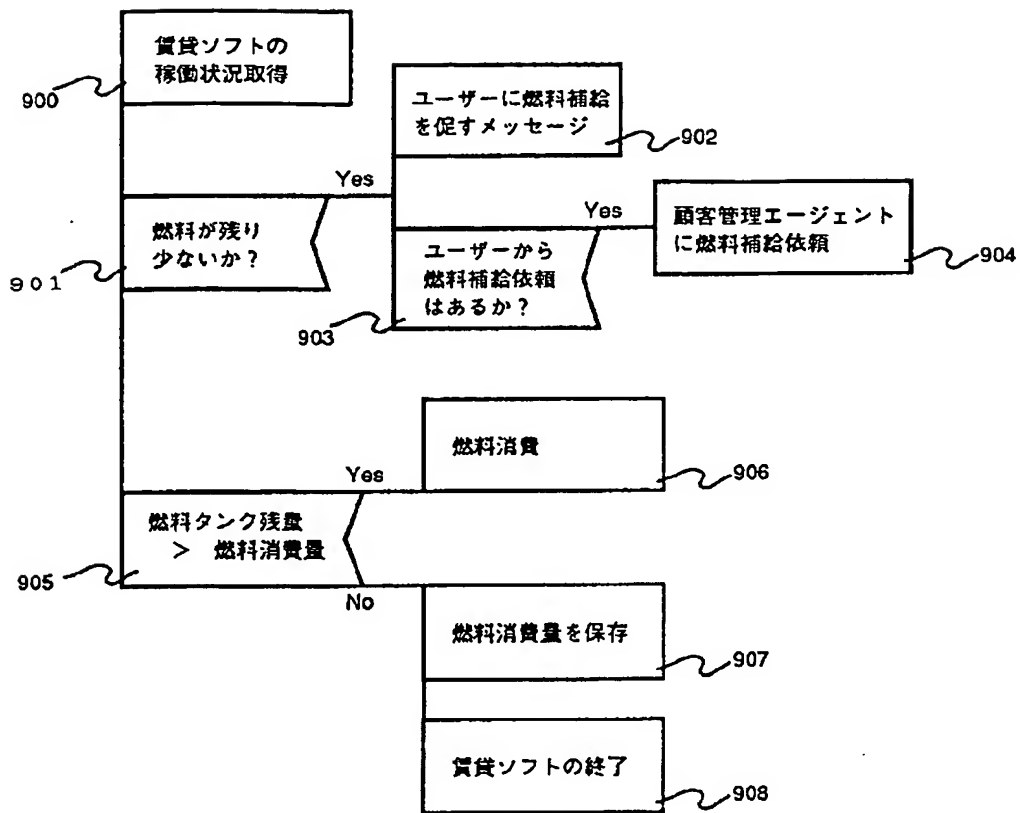 賃貸ソフトの
稼働状況取得
900
ユーザーに燃料補給
を促すメッセージ
902
Yes
燃料が残り
少ないか？
901
Yes
ユーザーから
燃料補給依頼
はあるか？
903
顧客管理エージェント
に燃料補給依頼
904
燃料消費
906
Yes
燃料タンク残量
＞ 燃料消費量
905
No
燃料消費量を保存
907
賃貸ソフトの終了
908